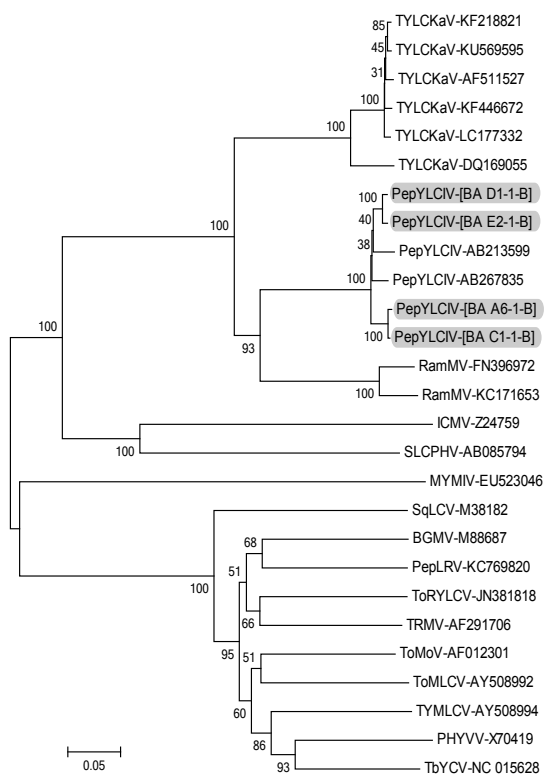 TYLCKaV-KF218821
85
TYLCKaV-KU569595
45
TYLCKaV-AF511527
31
TYLCKaV-KF446672
100
TYLCKaV-LC177332
100
TYLCKaV-DQ169055
PepYLCIV-[BA D1-1-B]
100
PepYLCIV-[BA E2-1-B]
40
PepYLCIV-AB213599
38
100
PepYLCIV-AB267835
100
PepYLCIV-[BA A6-1-B]
PepYLCIV-[BA C1-1-B]
100
93
RamMV-FN396972
RamMV-KC171653
100
100
ICMV-Z24759
SLCPHV-AB085794
100
MYMIV-EU523046
SqLCV-M38182
BGMV-M88687
68
PepLRV-KC769820
51
100
ToRYLCV-JN381818
TRMV-AF291706
66
95
ToMoV-AF012301
51
ToMLCV-AY508992
60
TYMLCV-AY508994
86
PHYVV-X70419
TbYCV-NC 015628
93
0.05